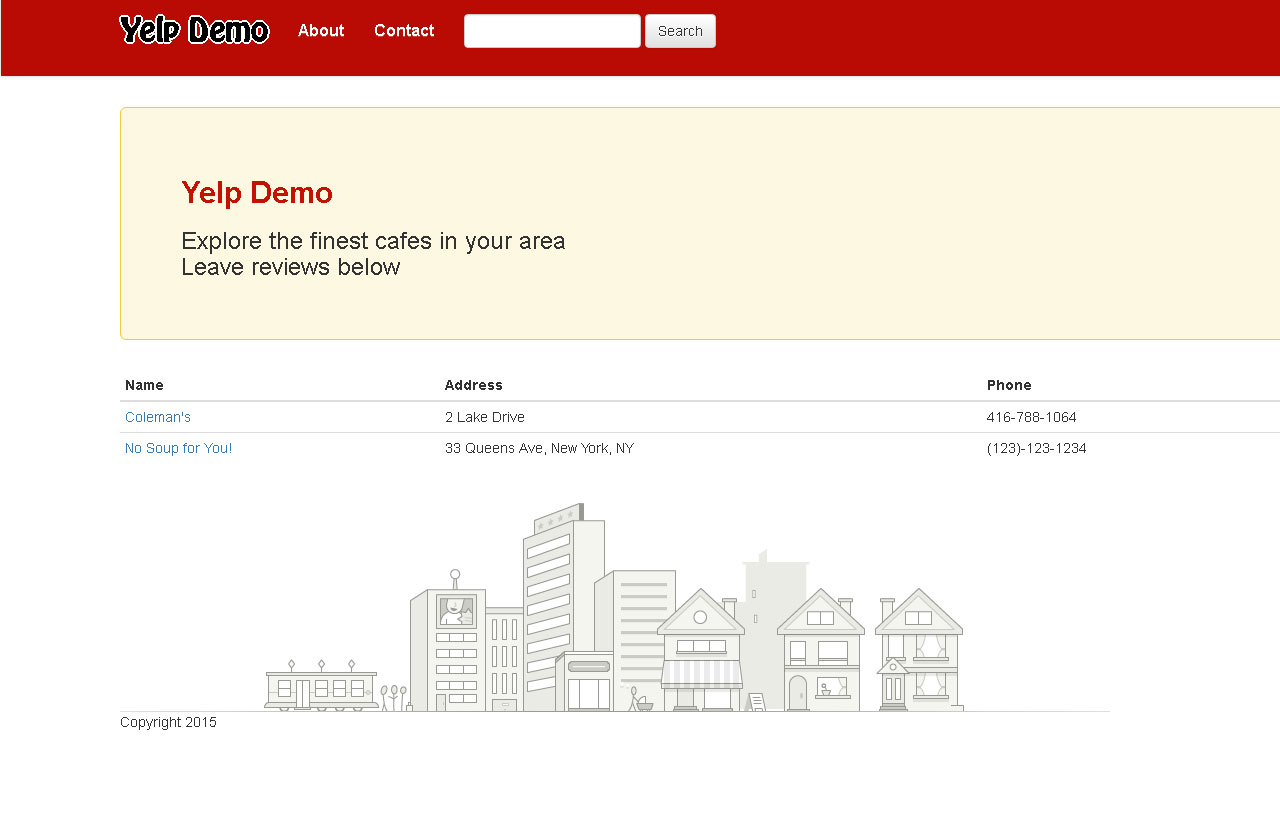 Yelp Demo About Contact Search
Yelp Demo
Explore the finest cafes in your area
Leave reviews below
Name Address Phone
Coleman's 2 Lake Drive 416-788-1064
No Soup for You! 33 Queens Ave, New York, NY (123)-123-1234
Copyright 2015